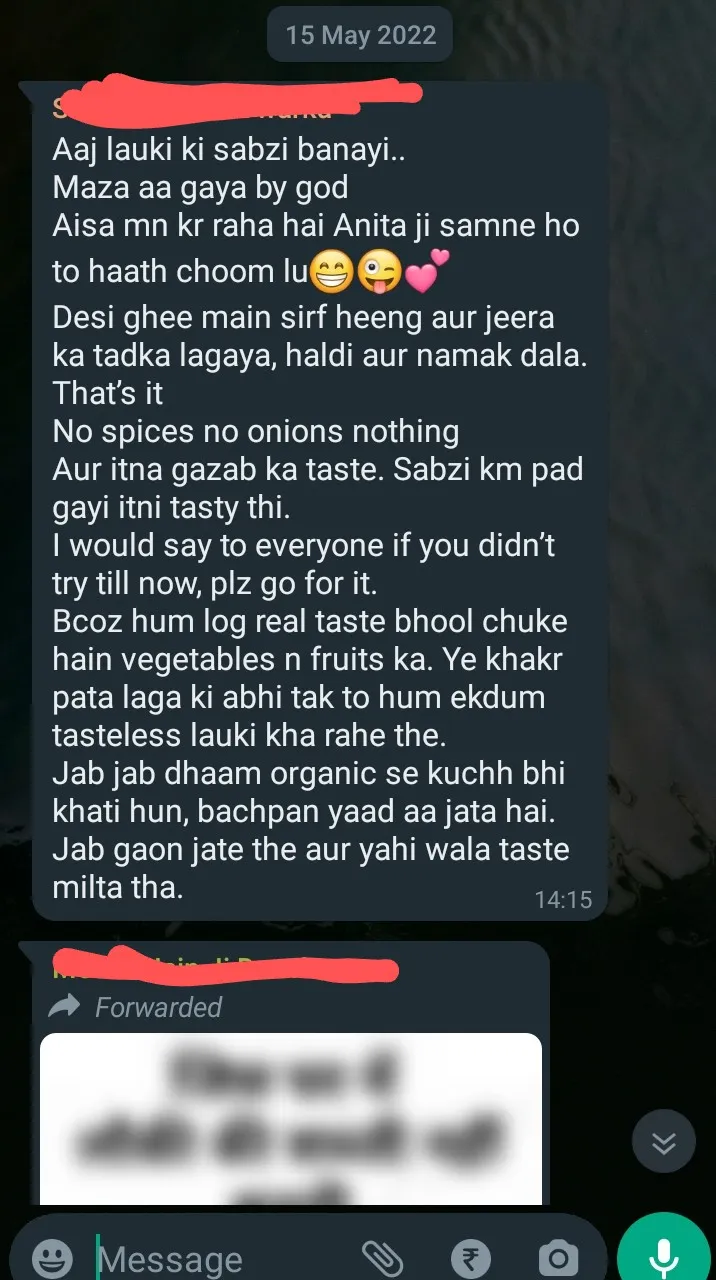 15 May 2022
Aaj lauki ki sabzi banayi..
Maza aa gaya by god
Aisa mn kr raha hai Anita ji samne ho
to haath choom lu😁😜💕
Desi ghee main sirf heeng aur jeera
ka tadka lagaya, haldi aur namak dala.
That's it
No spices no onions nothing
Aur itna gazab ka taste. Sabzi km pad
gayi itni tasty thi.
I would say to everyone if you didn't
try till now, plz go for it.
Bcoz hum log real taste bhool chuke
hain vegetables n fruits ka. Ye khakr
pata laga ki abhi tak to hum ekdum
tasteless lauki kha rahe the.
Jab jab dhaam organic se kuchh bhi
khati hun, bachpan yaad aa jata hai.
Jab gaon jate the aur yahi wala taste
milta tha.
14:15
Forwarded
Message